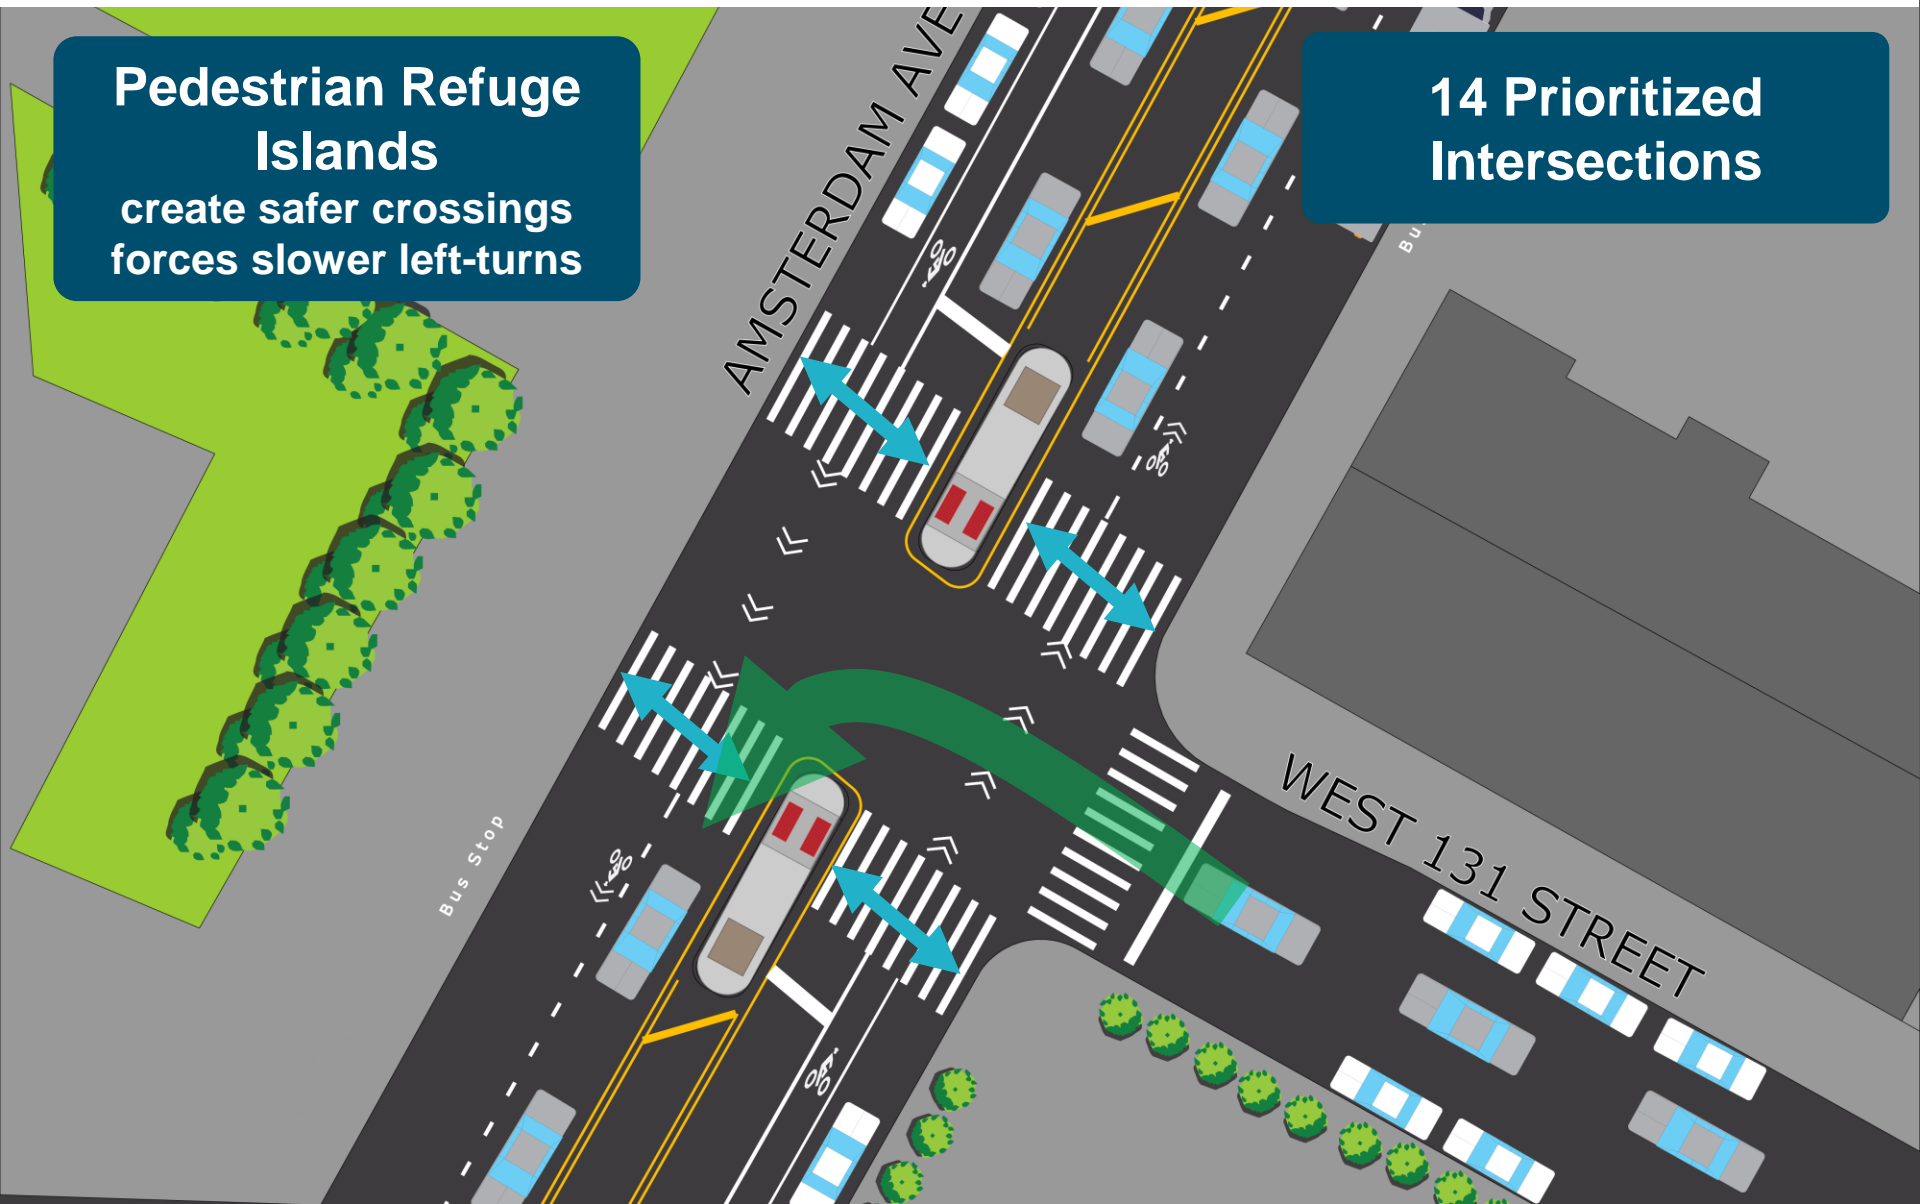 Pedestrian Refuge
Islands
create safer crossings
forces slower left-turns
14 Prioritized
Intersections
AMSTERDAM AVE
Bu
WEST 131 STREET
Bus Stop